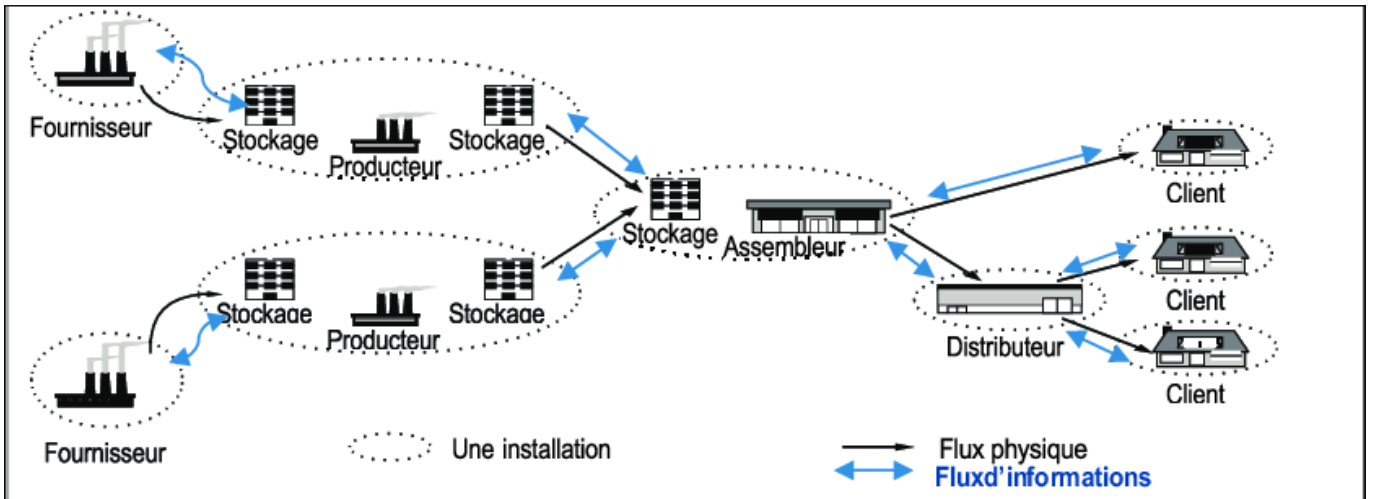 Fournisseur
Stockage
Producteur
Stockage
Stockage
Assembleur
Client
Stockage
Producteur
Stockage
Client
Distributeur
Client
Fournisseur
Une installation
Flux physique
Fluxd'informations